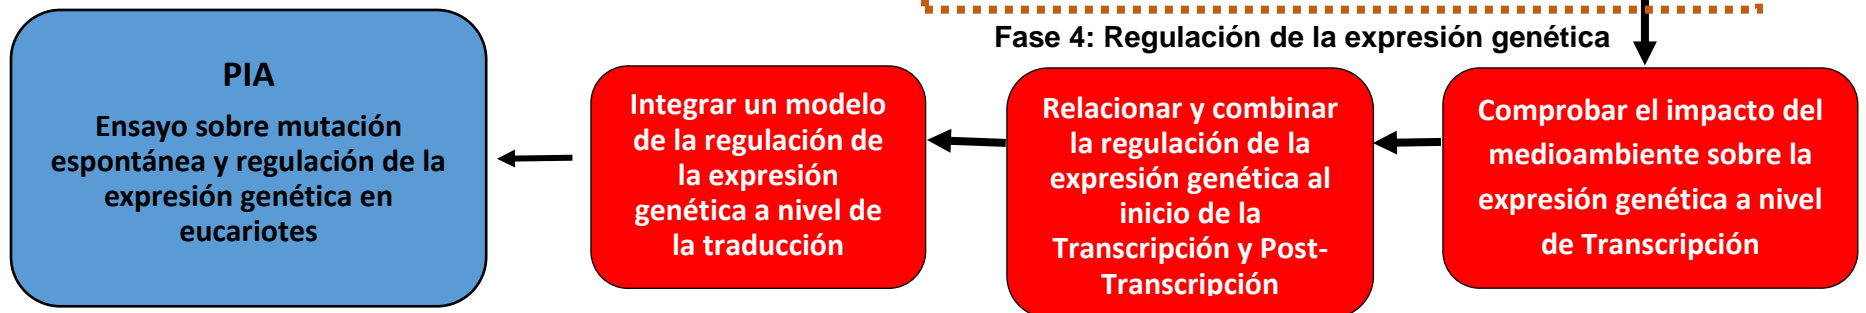 Fase 4: Regulación de la expresión genética
PIA
Ensayo sobre mutación
espontánea y regulación de la
expresión genética en
eucariotes
Integrar un modelo
de la regulación de
la expresión
genética a nivel de
la traducción
Relacionar y combinar
la regulación de la
expresión genética al
inicio de la
Transcripción y Post-
Transcripción
Comprobar el impacto del
medioambiente sobre la
expresión genética a nivel
de Transcripción